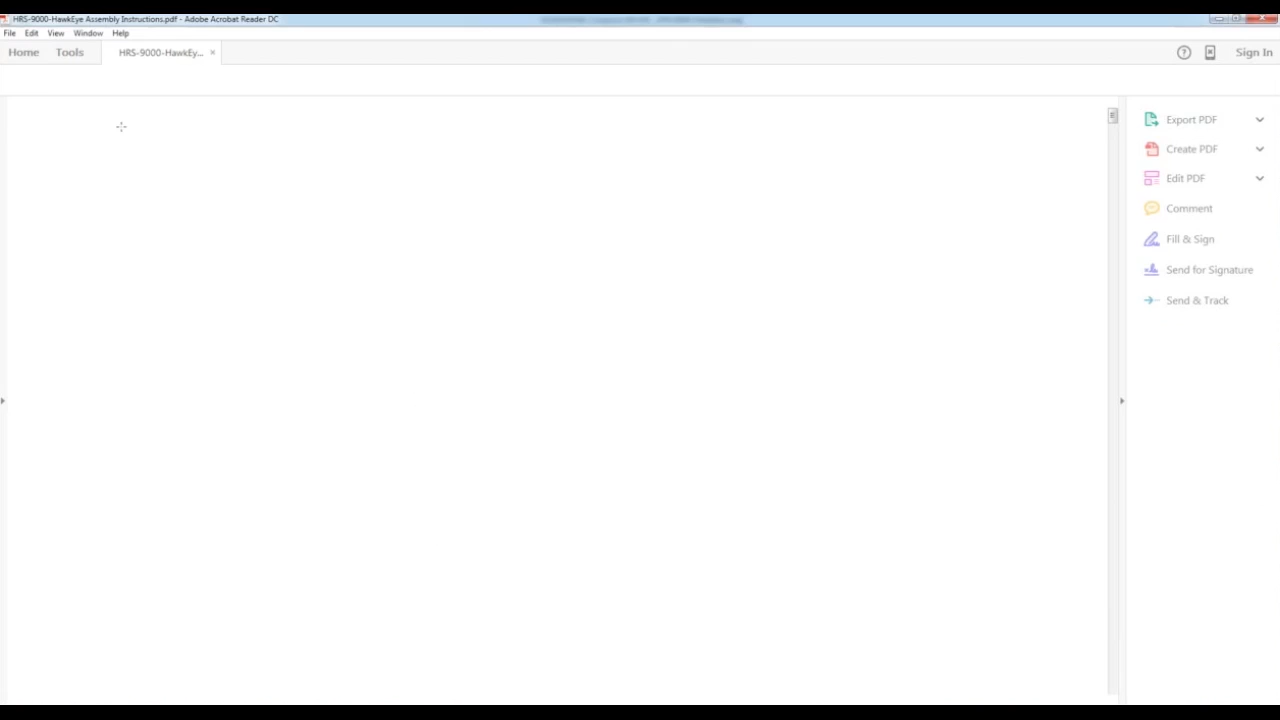 HRS-9000-HawkEye Assembly Instructions.pdf - Adobe Acrobat Reader DC
File Edit View Window Help
Home Tools HRS-9000-HawkEy... × Sign In
Export PDF
Create PDF
Edit PDF
Comment
Fill & Sign
Send for Signature
Send & Track